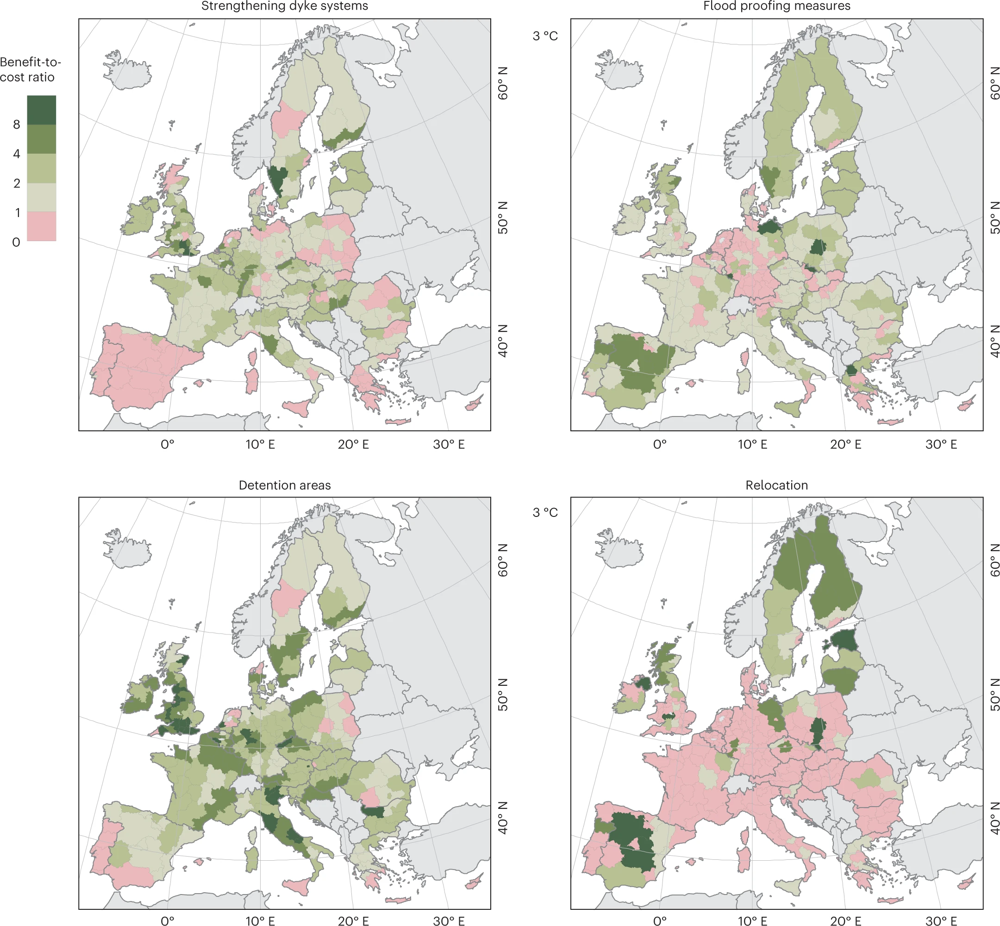 Strengthening dyke systems
Flood proofing measures
3 °C
Benefit-to-
cost ratio
8
4
2
1
0
60° N
50° N
40° N
60° N
50° N
40° N
0°
10° E
20° E
30° E
0°
10° E
20° E
30° E
Detention areas
Relocation
3 °C
60° N
50° N
40° N
60° N
50° N
40° N
0°
10° E
20° E
30° E
0°
10° E
20° E
30° E